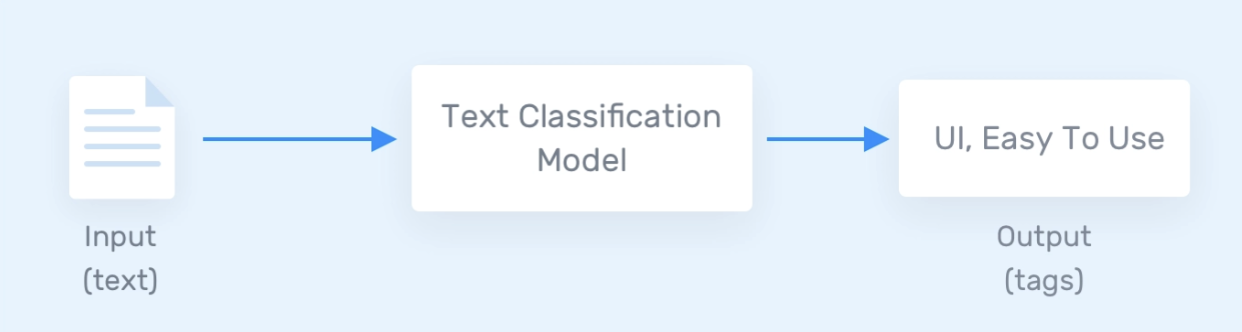 Text Classification
Model
UI, Easy To Use
Input
(text)
Output
(tags)